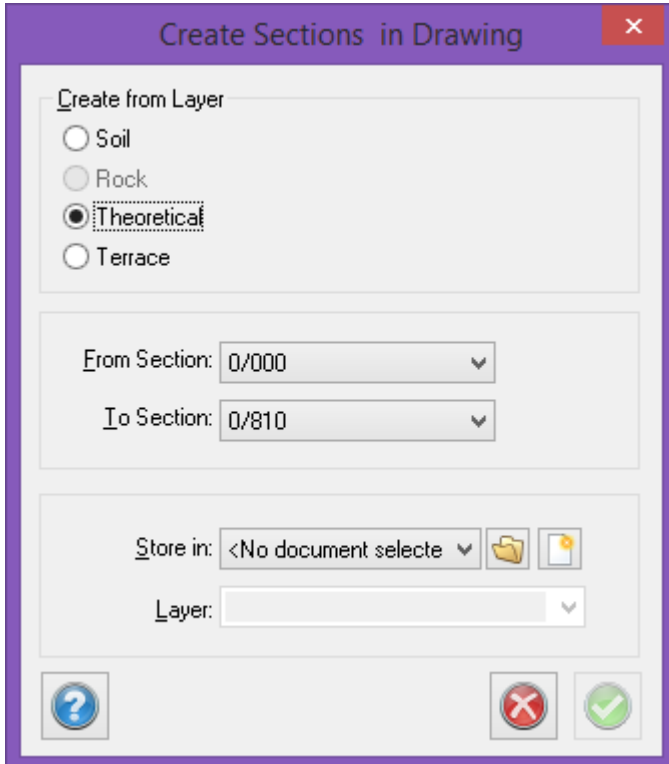 Create Sections  in Drawing
Create from Layer
Soil
Rock
Theoretical
Terrace
From Section: 0/000
To Section: 0/810
Store in: <No document selecte
Layer: